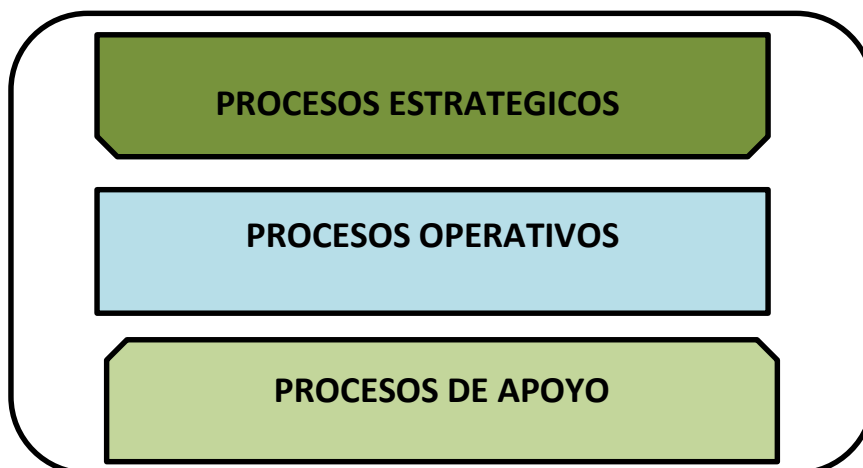 PROCESOS ESTRATEGICOS
PROCESOS OPERATIVOS
PROCESOS DE APOYO